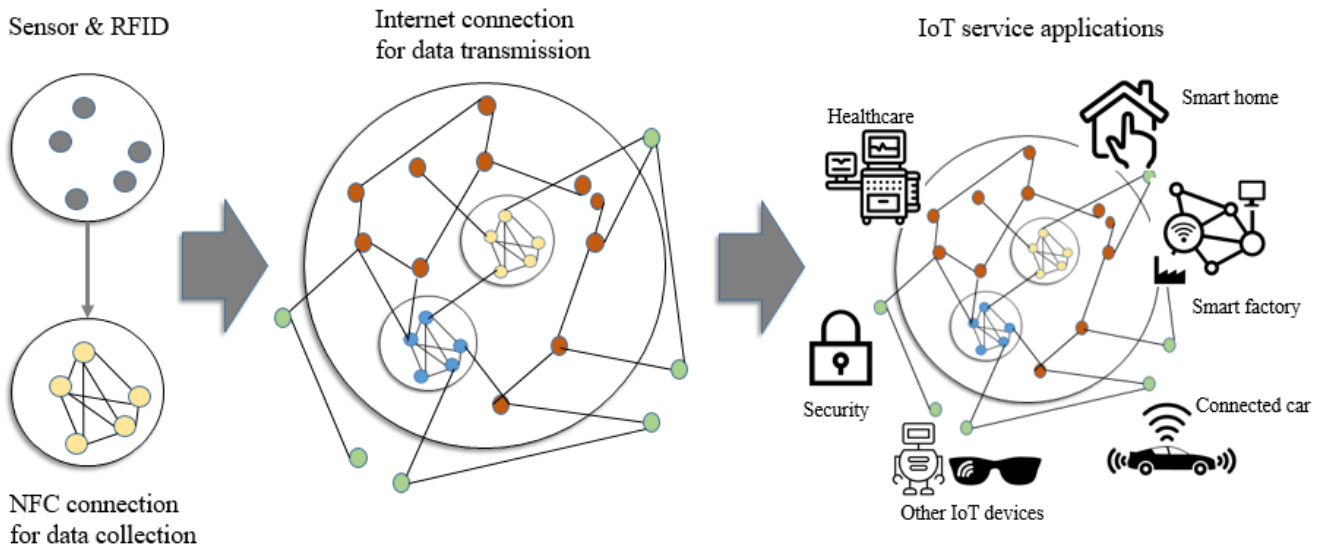 Sensor & RFID
NFC connection
for data collection
Internet connection
for data transmission
IoT service applications
Healthcare
Smart home
Smart factory
Security
Connected car
Other IoT devices